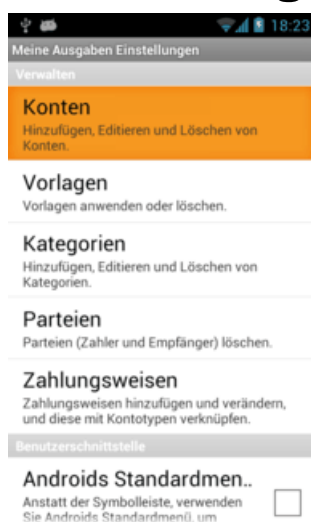 18:23
Meine Ausgaben Einstellungen
Verwalten
Konten
Hinzufügen, Editieren und Löschen von
Konten.
Vorlagen
Vorlagen anwenden oder löschen.
Kategorien
Hinzufügen, Editieren und Löschen von
Kategorien.
Parteien
Parteien (Zahler und Empfänger) löschen.
Zahlungsweisen
Zahlungsweisen hinzufügen und verändern,
und diese mit Kontotypen verknüpfen.
Benutzerschnittstelle
Androids Standardmen..
Anstatt der Symbolleiste, verwenden
Sie Androids Standardmenü, um